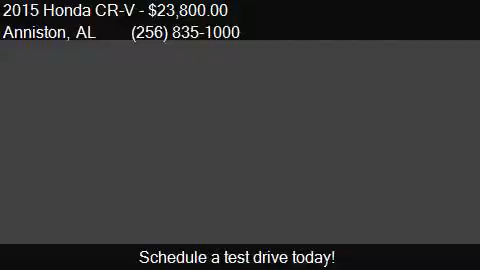 2015 Honda CR-V - $23,800.00
Anniston, AL (256) 835-1000
Schedule a test drive today!